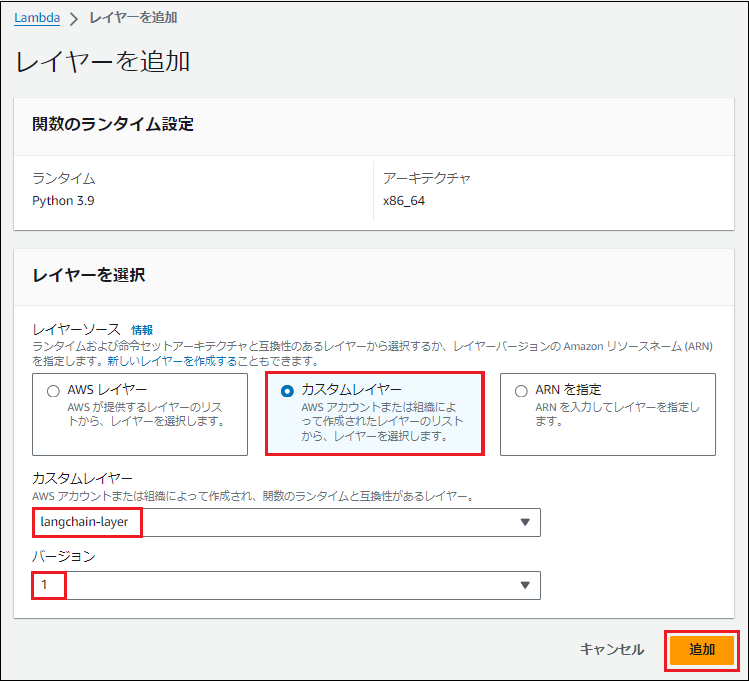 Lambda > レイヤーを追加
レイヤーを追加
関数のランタイム設定
ランタイム
Python 3.9
アーキテクチャ
x86_64
レイヤーを選択
レイヤーソース 情報
ランタイムおよび命令セットアーキテクチャと互換性のあるレイヤーから選択するか、レイヤーバージョンの Amazon リソースネーム (ARN)
を指定します。新しいレイヤーを作成することもできます。
AWS レイヤー
AWS が提供するレイヤーのリス
トから、レイヤーを選択します。
カスタムレイヤー
AWS アカウントまたは組織によ
って作成されたレイヤーのリスト
から、レイヤーを選択します。
ARN を指定
ARN を入力してレイヤーを指定し
ます。
カスタムレイヤー
AWS アカウントまたは組織によって作成され、関数のランタイムと互換性があるレイヤー。
langchain-layer
バージョン
1
キャンセル
追加